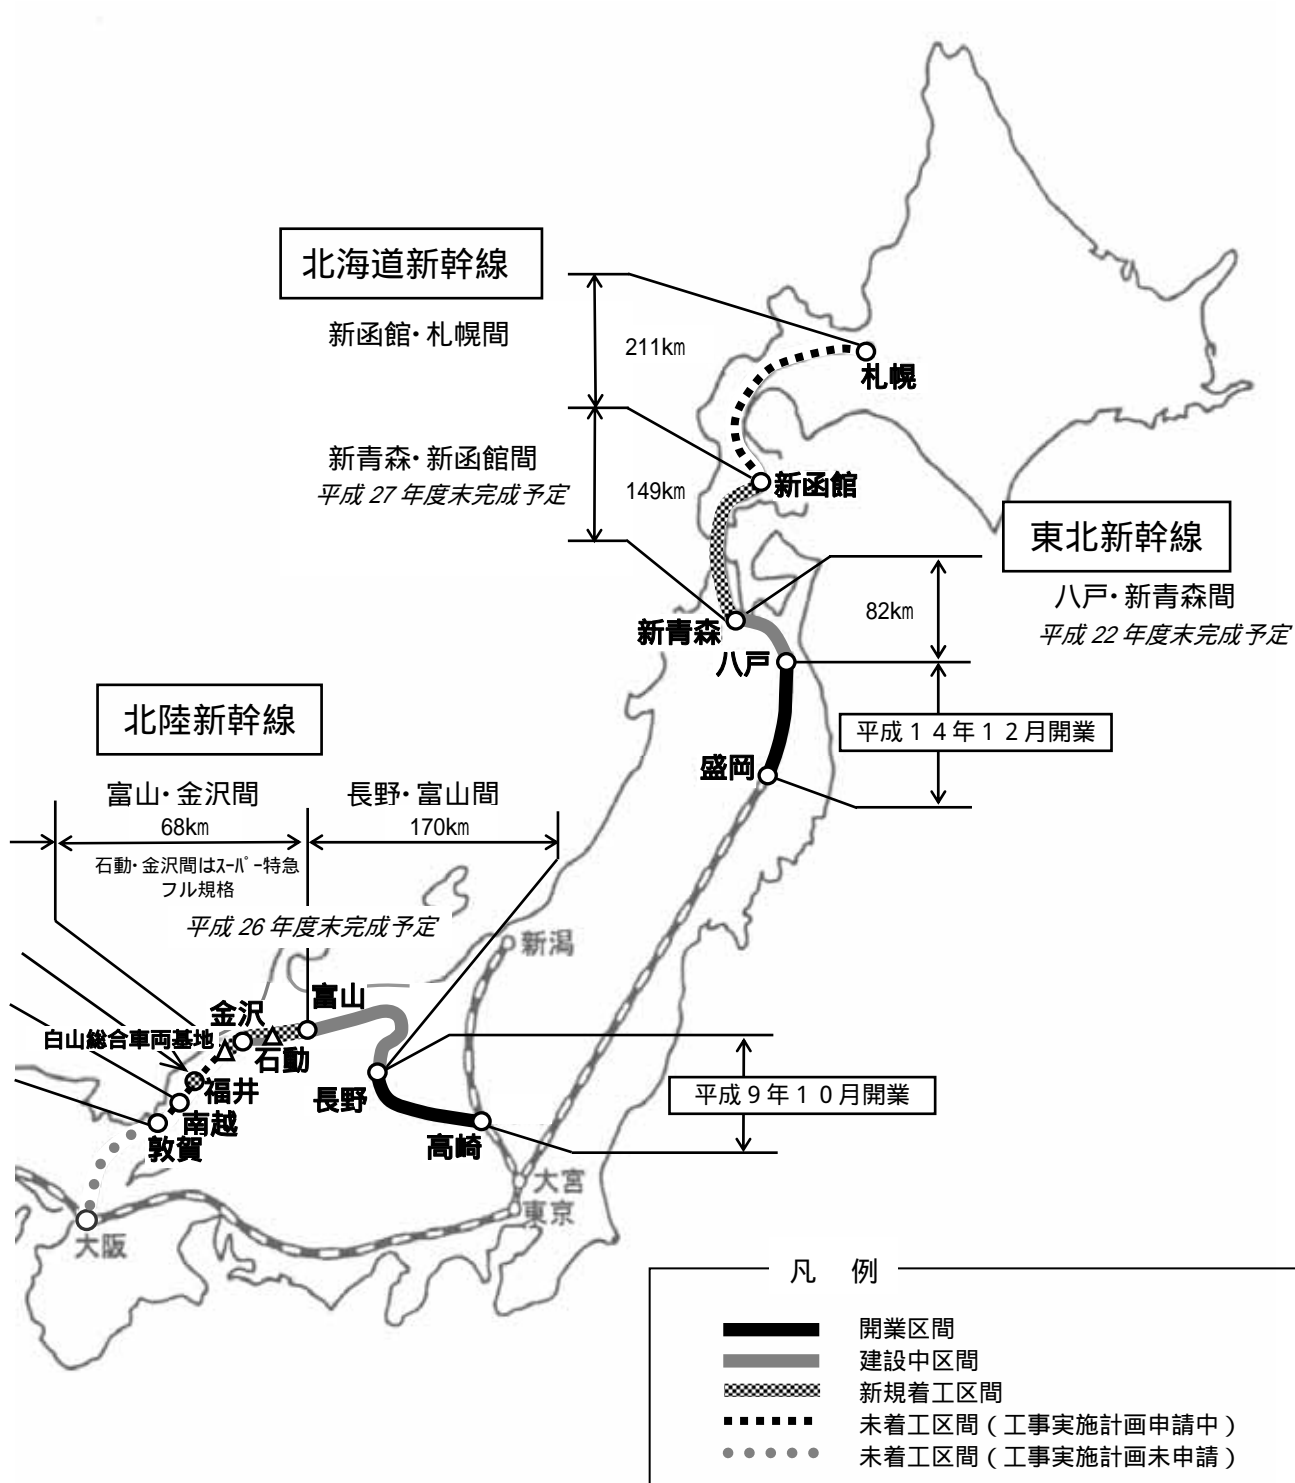 北海道新幹線
新函館・札幌間
211km
札幌
新青森・新函館間
平成 27 年度末完成予定
149km
新函館
東北新幹線
八戸・新青森間
平成 22 年度末完成予定
82km
新青森
八戸
平成１４年１２月開業
盛岡
北陸新幹線
富山・金沢間
長野・富山間
68km
170km
石動・金沢間はｽｰﾊﾟｰ特急
フル規格
平成 26 年度末完成予定
新潟
富山
金沢
白山総合車両基地
石動
福井
長野
南越
敦賀
高崎
平成９年１０月開業
大宮
東京
大阪
凡 例
開業区間
建設中区間
新規着工区間
未着工区間（工事実施計画申請中）
未着工区間（工事実施計画未申請）